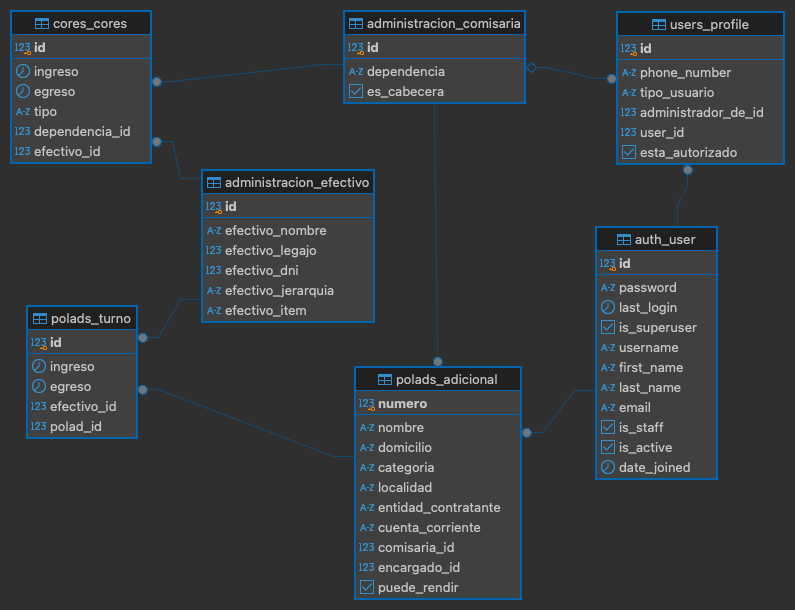 cores_cores
123 id
ingreso
egreso
A-Z tipo
123 dependencia_id
123 efectivo_id
administracion_comisaria
123 id
A-Z dependencia
es_cabecera
users_profile
123 id
A-Z phone_number
A-Z tipo_usuario
123 administrador_de_id
123 user_id
esta_autorizado
administracion_efectivo
123 id
A-Z efectivo_nombre
123 efectivo_legajo
123 efectivo_dni
A-Z efectivo_jerarquia
A-Z efectivo_item
auth_user
123 id
A-Z password
last_login
is_superuser
A-Z username
A-Z first_name
A-Z last_name
A-Z email
is_staff
is_active
date_joined
polads_turno
123 id
ingreso
egreso
123 efectivo_id
123 polad_id
polads_adicional
123 numero
A-Z nombre
A-Z domicilio
A-Z categoria
A-Z localidad
A-Z entidad_contratante
A-Z cuenta_corriente
123 comisaria_id
123 encargado_id
puede_rendir